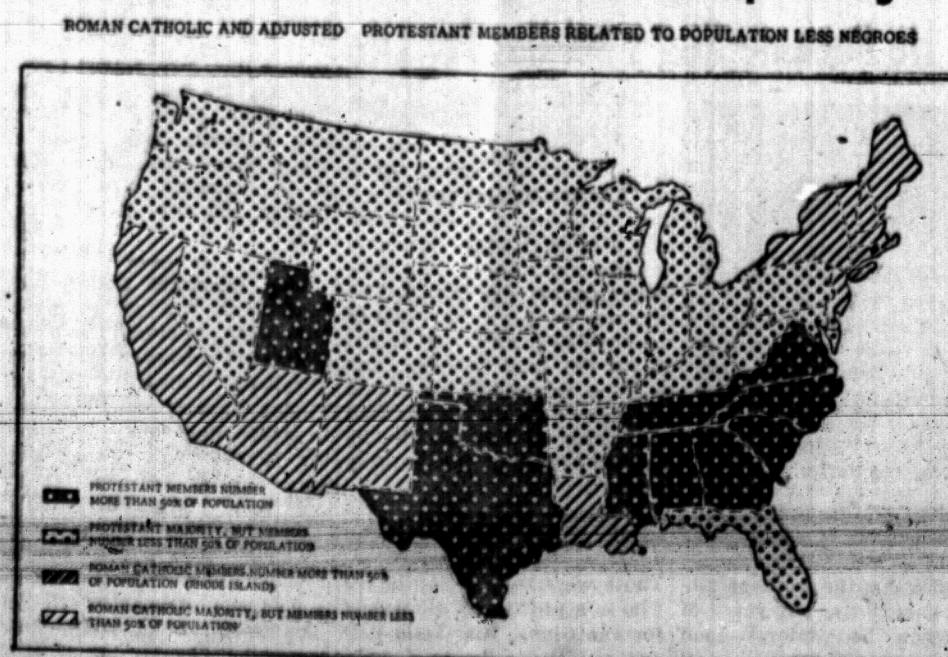 ROMAN CATHOLIC AND ADJUSTED PROTESTANT MEMBERS RELATED TO POPULATION LESS NEGROES
PROTESTANT MEMBERS NUMBER
MORE THAN 50% OF POPULATION
PROTESTANT MAJORITY, BUT MEMBERS
NUMBER LESS THAN 50% OF POPULATION
ROMAN CATHOLIC MEMBERS NUMBER MORE THAN 50%
OF POPULATION (RHODE ISLAND)
ROMAN CATHOLIC MAJORITY, BUT MEMBERS NUMBER LESS
THAN 50% OF POPULATION